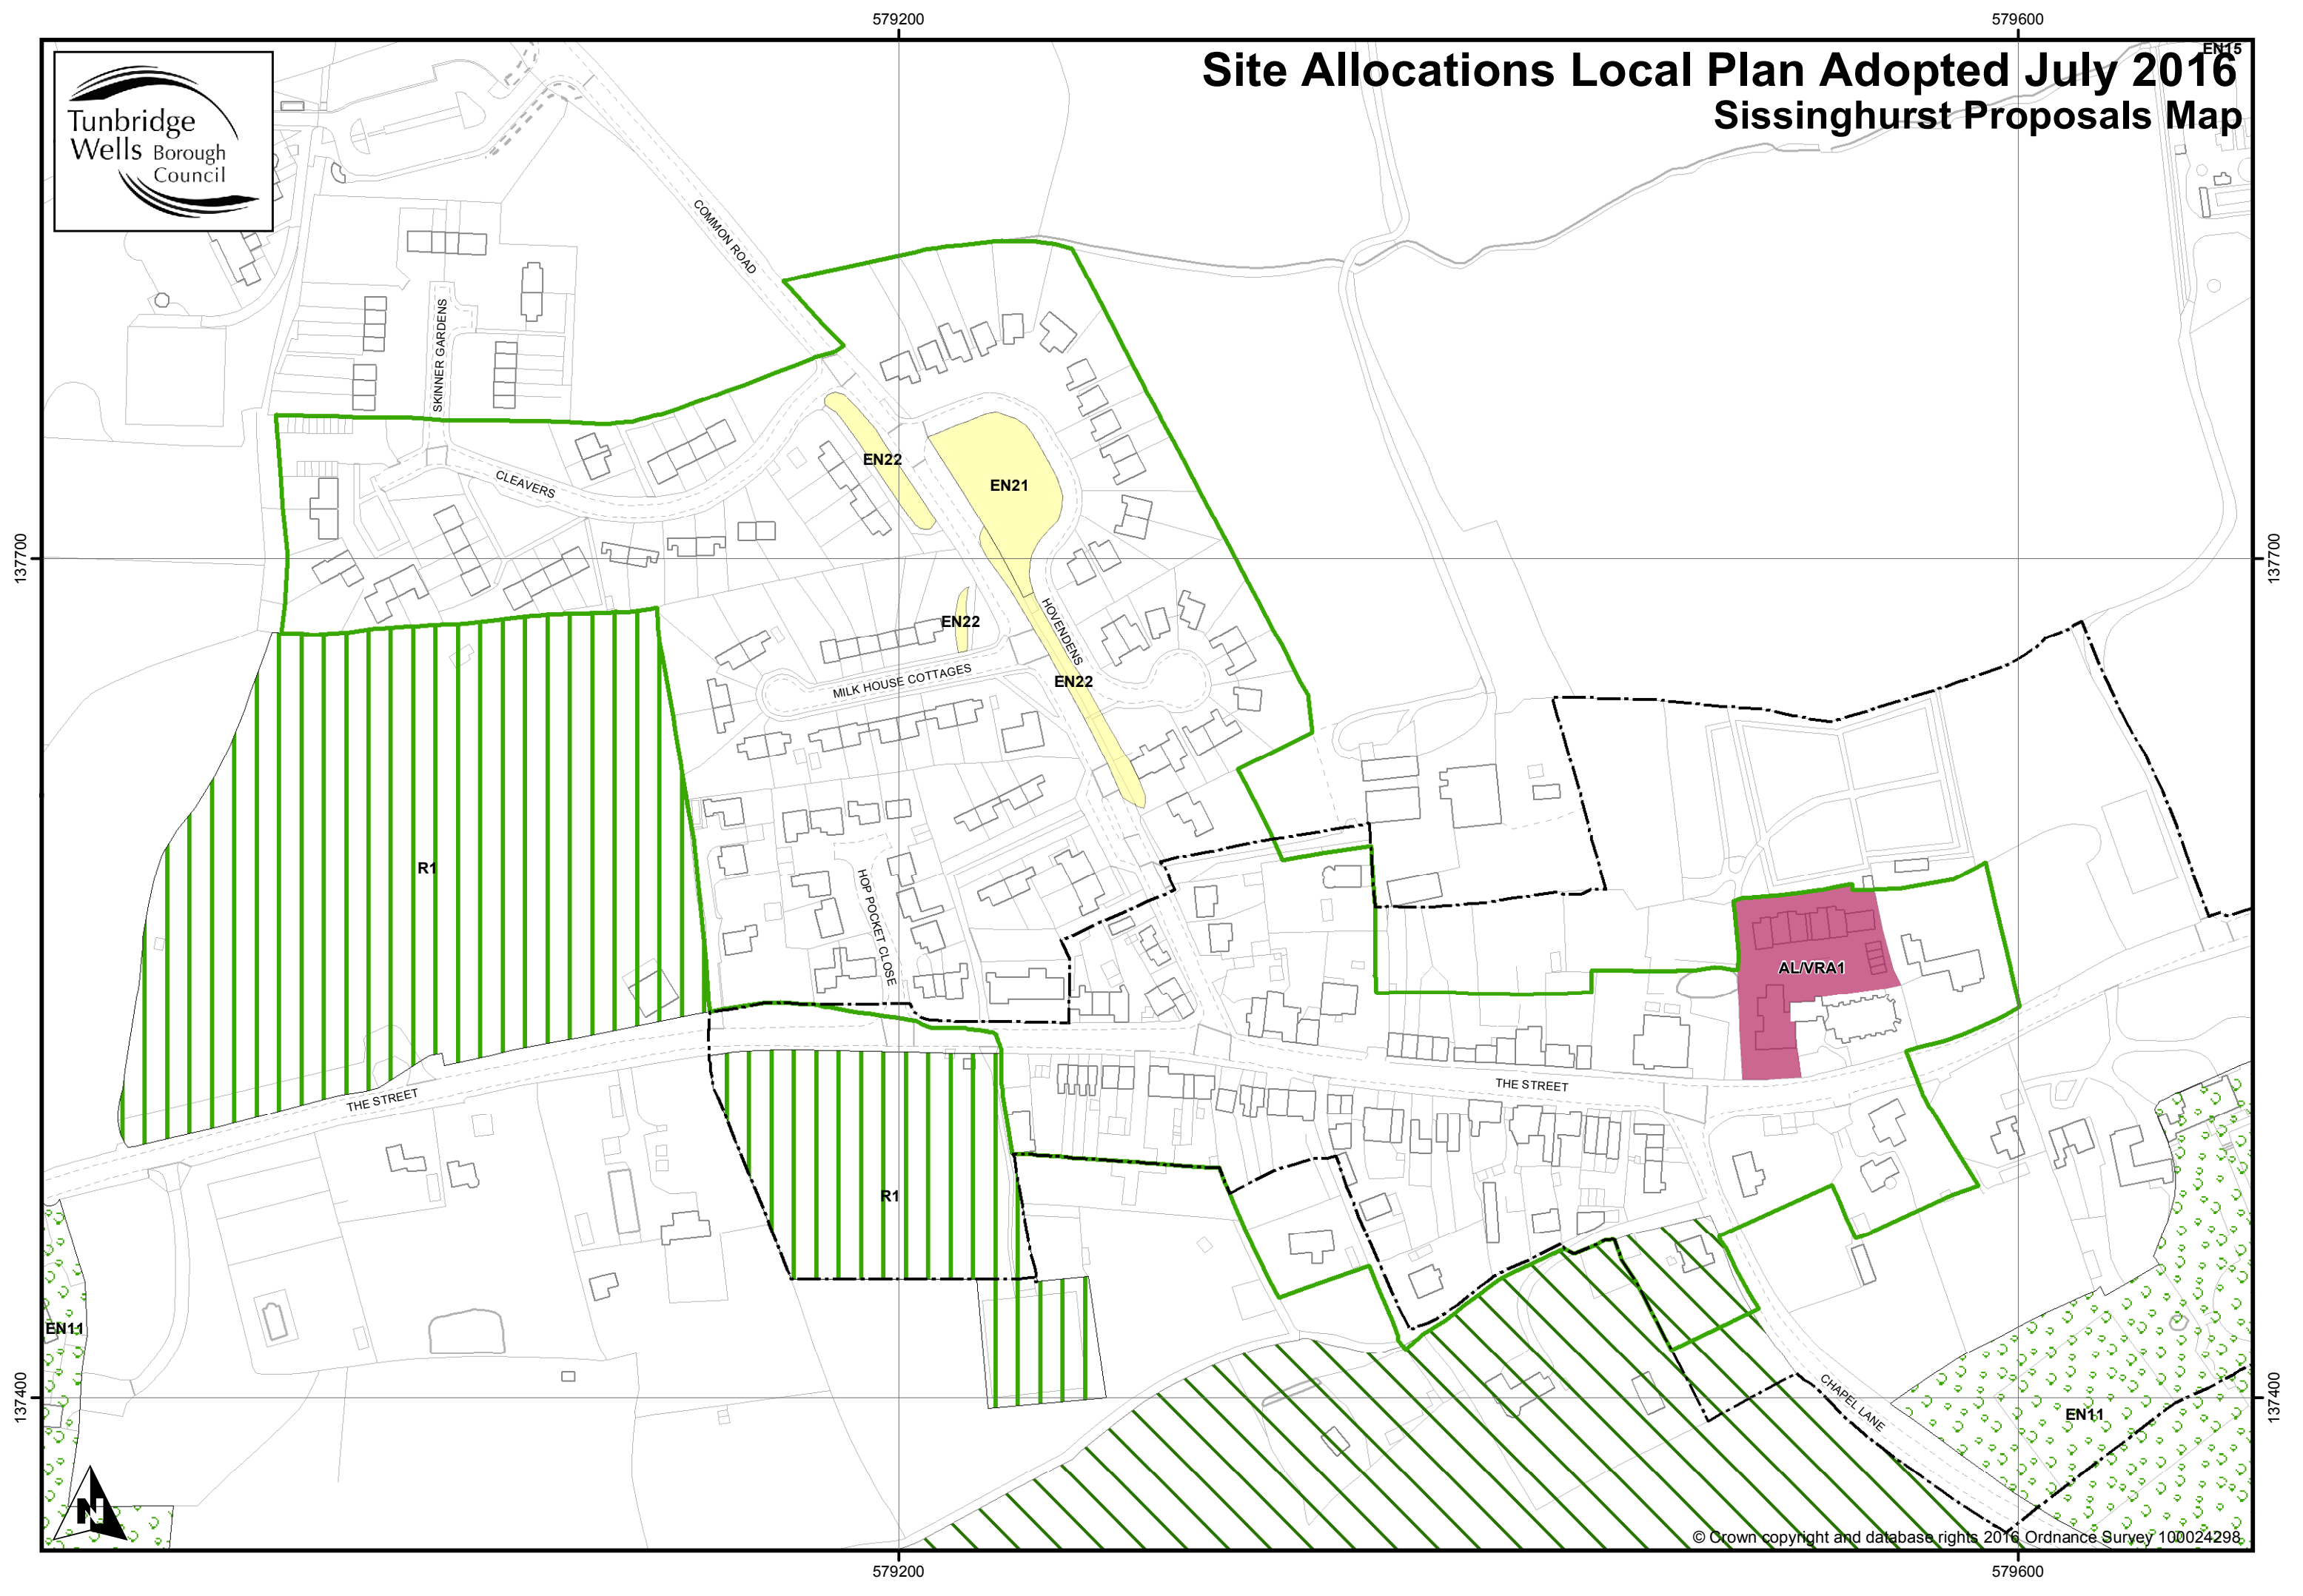 579200
579600
EN15
Site Allocations Local Plan Adopted July 2016
Sissinghurst Proposals Map
Tunbridge
Wells Borough
Council
COMMON ROAD
SKINNER GARDENS
EN22
CLEAVERS
EN21
137700
137700
HOVENDENS
EN22
MILK HOUSE COTTAGES
EN22
R1
HOP POCKET CLOSE
AL/VRA1
THE STREET
THE STREET
R1
EN11
137400
137400
CHAPEL LANE
EN11
N
© Crown copyright and database rights 2016 Ordnance Survey 100024298
579200
579600